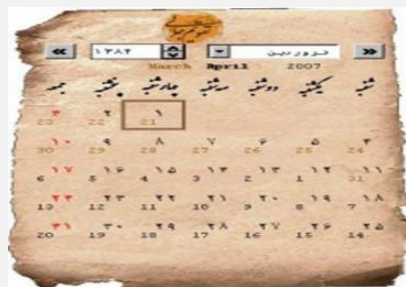 تقویم جلالی
فروردین ۱۳۸۶
March April 2007
شنبه یکشنبه دوشنبه سه‌شنبه چهارشنبه پنجشنبه جمعه
۱ ۲ ۳
21 22 23
۴ ۵ ۶ ۷ ۸ ۹ ۱۰
24 25 26 27 28 29 30
۱۱ ۱۲ ۱۳ ۱۴ ۱۵ ۱۶ ۱۷
31 1 2 3 4 5 6
۱۸ ۱۹ ۲۰ ۲۱ ۲۲ ۲۳ ۲۴
7 8 9 10 11 12 13
۲۵ ۲۶ ۲۷ ۲۸ ۲۹ ۳۰ ۳۱
14 15 16 17 18 19 20